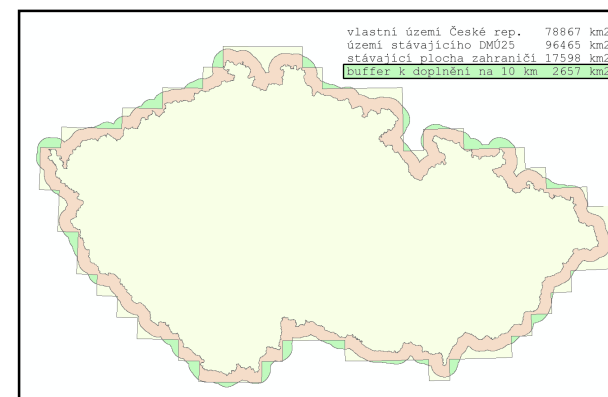 vlastní území České rep. 78867 km2
území stávajícího DMÚ25 96465 km2
stávající plocha zahraničí 17598 km2
buffer k doplnění na 10 km 2657 km2